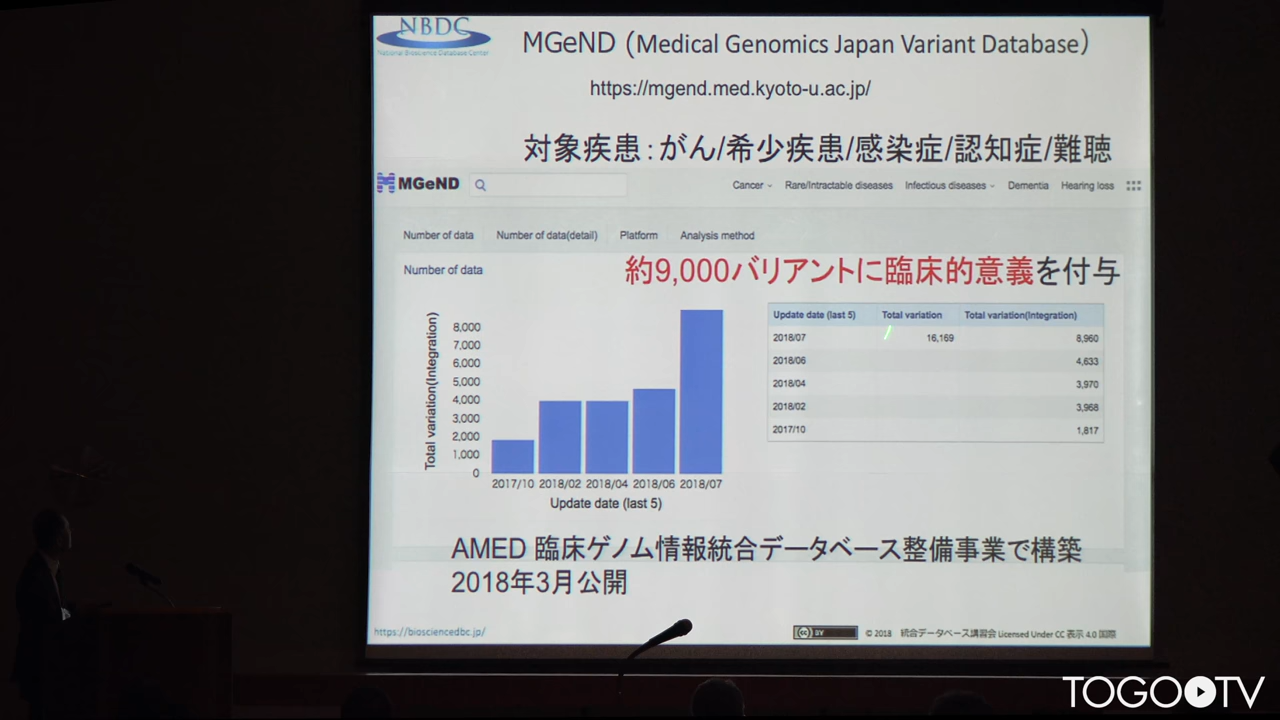 NBDC
National Bioscience Database Center
MGeND (Medical Genomics Japan Variant Database)
https://mgend.med.kyoto-u.ac.jp/
対象疾患：がん/希少疾患/感染症/認知症/難聴
MGeND
Cancer Rare/Intractable diseases Infectious diseases Dementia Hearing loss
Number of data Number of data(detail) Platform Analysis method
Number of data
約9,000バリアントに臨床的意義を付与
Total variation(Integration)
8,000
7,000
6,000
5,000
4,000
3,000
2,000
1,000
0
2017/10 2018/02 2018/04 2018/06 2018/07
Update date (last 5)
Update date (last 5) Total variation Total variation(Integration)
2018/07 16,169 8,960
2018/06 4,633
2018/04 3,970
2018/02 3,968
2017/10 1,817
AMED 臨床ゲノム情報統合データベース整備事業で構築
2018年3月公開
https://biosciencedbc.jp/
cc BY © 2018 統合データベース講習会 Licensed Under CC 表示 4.0 国際
TOGO TV